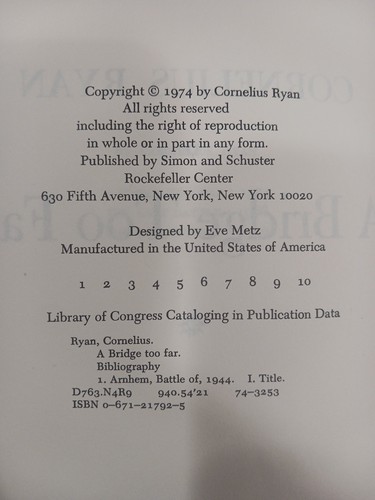 Copyright © 1974 by Cornelius Ryan
All rights reserved
including the right of reproduction
in whole or in part in any form.
Published by Simon and Schuster
Rockefeller Center
630 Fifth Avenue, New York, New York 10020
Designed by Eve Metz
Manufactured in the United States of America
1 2 3 4 5 6 7 8 9 10
Library of Congress Cataloging in Publication Data
Ryan, Cornelius.
A Bridge too far.
Bibliography
1. Arnhem, Battle of, 1944. I. Title.
D763.N4R9 940.54'21 74-3253
ISBN 0-671-21792-5